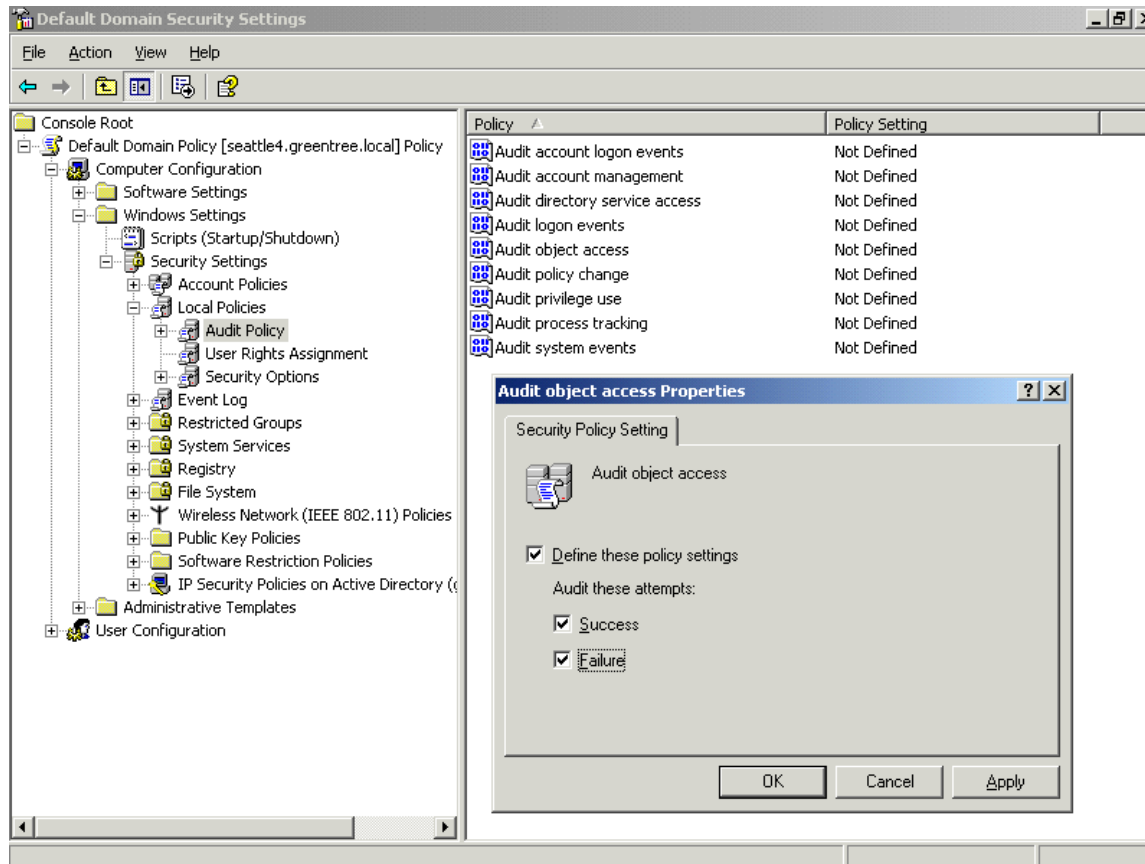 Default Domain Security Settings
File Action View Help
Console Root
Default Domain Policy [seattle4.greentree.local] Policy
Computer Configuration
Software Settings
Windows Settings
Scripts (Startup/Shutdown)
Security Settings
Account Policies
Local Policies
Audit Policy
User Rights Assignment
Security Options
Event Log
Restricted Groups
System Services
Registry
File System
Wireless Network (IEEE 802.11) Policies
Public Key Policies
Software Restriction Policies
IP Security Policies on Active Directory (
Administrative Templates
User Configuration
Policy Policy Setting
Audit account logon events Not Defined
Audit account management Not Defined
Audit directory service access Not Defined
Audit logon events Not Defined
Audit object access Not Defined
Audit policy change Not Defined
Audit privilege use Not Defined
Audit process tracking Not Defined
Audit system events Not Defined
Audit object access Properties
Security Policy Setting
Audit object access
Define these policy settings
Audit these attempts:
Success
Failure
OK Cancel Apply